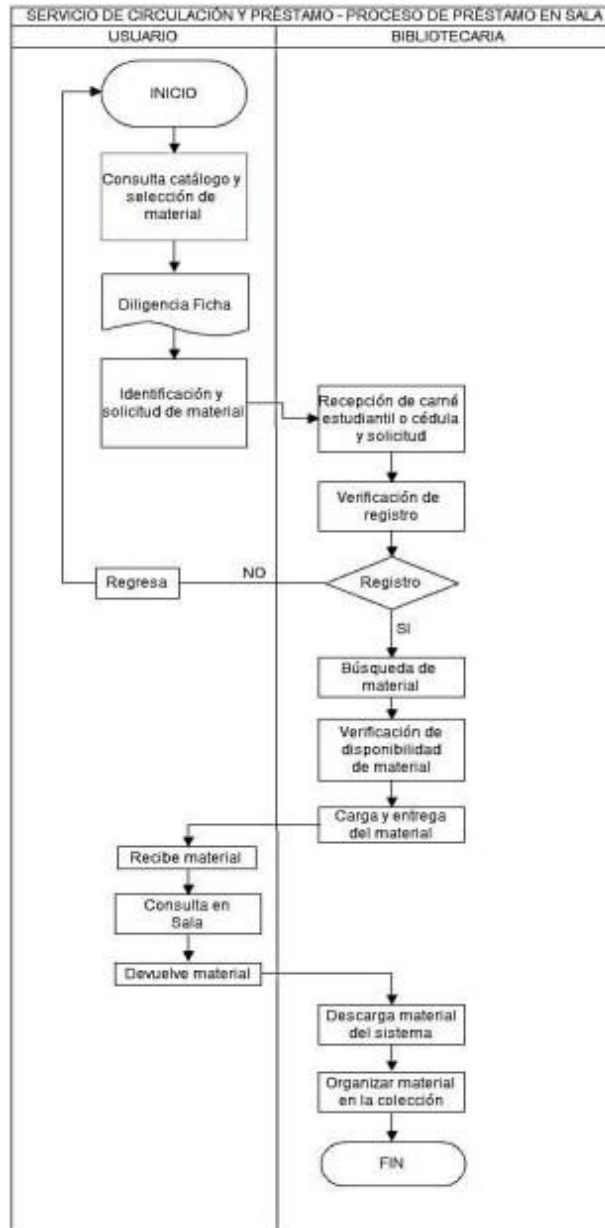 SERVICIO DE CIRCULACIÓN Y PRÉSTAMO - PROCESO DE PRÉSTAMO EN SALA
USUARIO
BIBLIOTECARIA
INICIO
Consulta catálogo y
selección de
material
Diligencia Ficha
Identificación y
solicitud de material
Recepción de carné
estudiantil o cédula
y solicitud
Verificación de
registro
Registro
NO
Regresa
SI
Búsqueda de
material
Verificación de
disponibilidad
de material
Carga y entrega
del material
Recibe material
Consulta en
Sala
Devuelve material
Descarga material
del sistema
Organizar material
en la colección
FIN